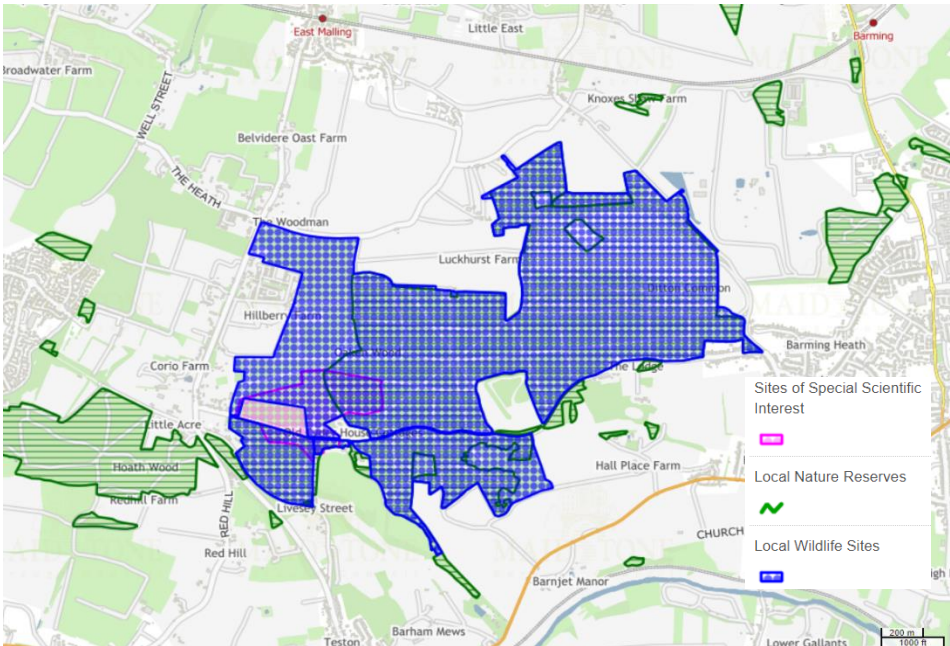 East Malling
Little East
Barming
Broadwater Farm
WELL STREET
Knoxes Shaw Farm
Belvidere Oast Farm
THE HEATH
The Woodman
Luckhurst Farm
Ditton Common
Hillberry Farm
Barming Heath
Corio Farm
The Lodge
Little Acre
Hoath Wood
Redhill Farm
RED HILL
Hall Place Farm
Livesey Street
Red Hill
CHURCH
Barnjet Manor
Barham Mews
Teston
Lower Gallants
Sites of Special Scientific
Interest
Local Nature Reserves
Local Wildlife Sites
200 m
1000 ft
MAIDSTONE